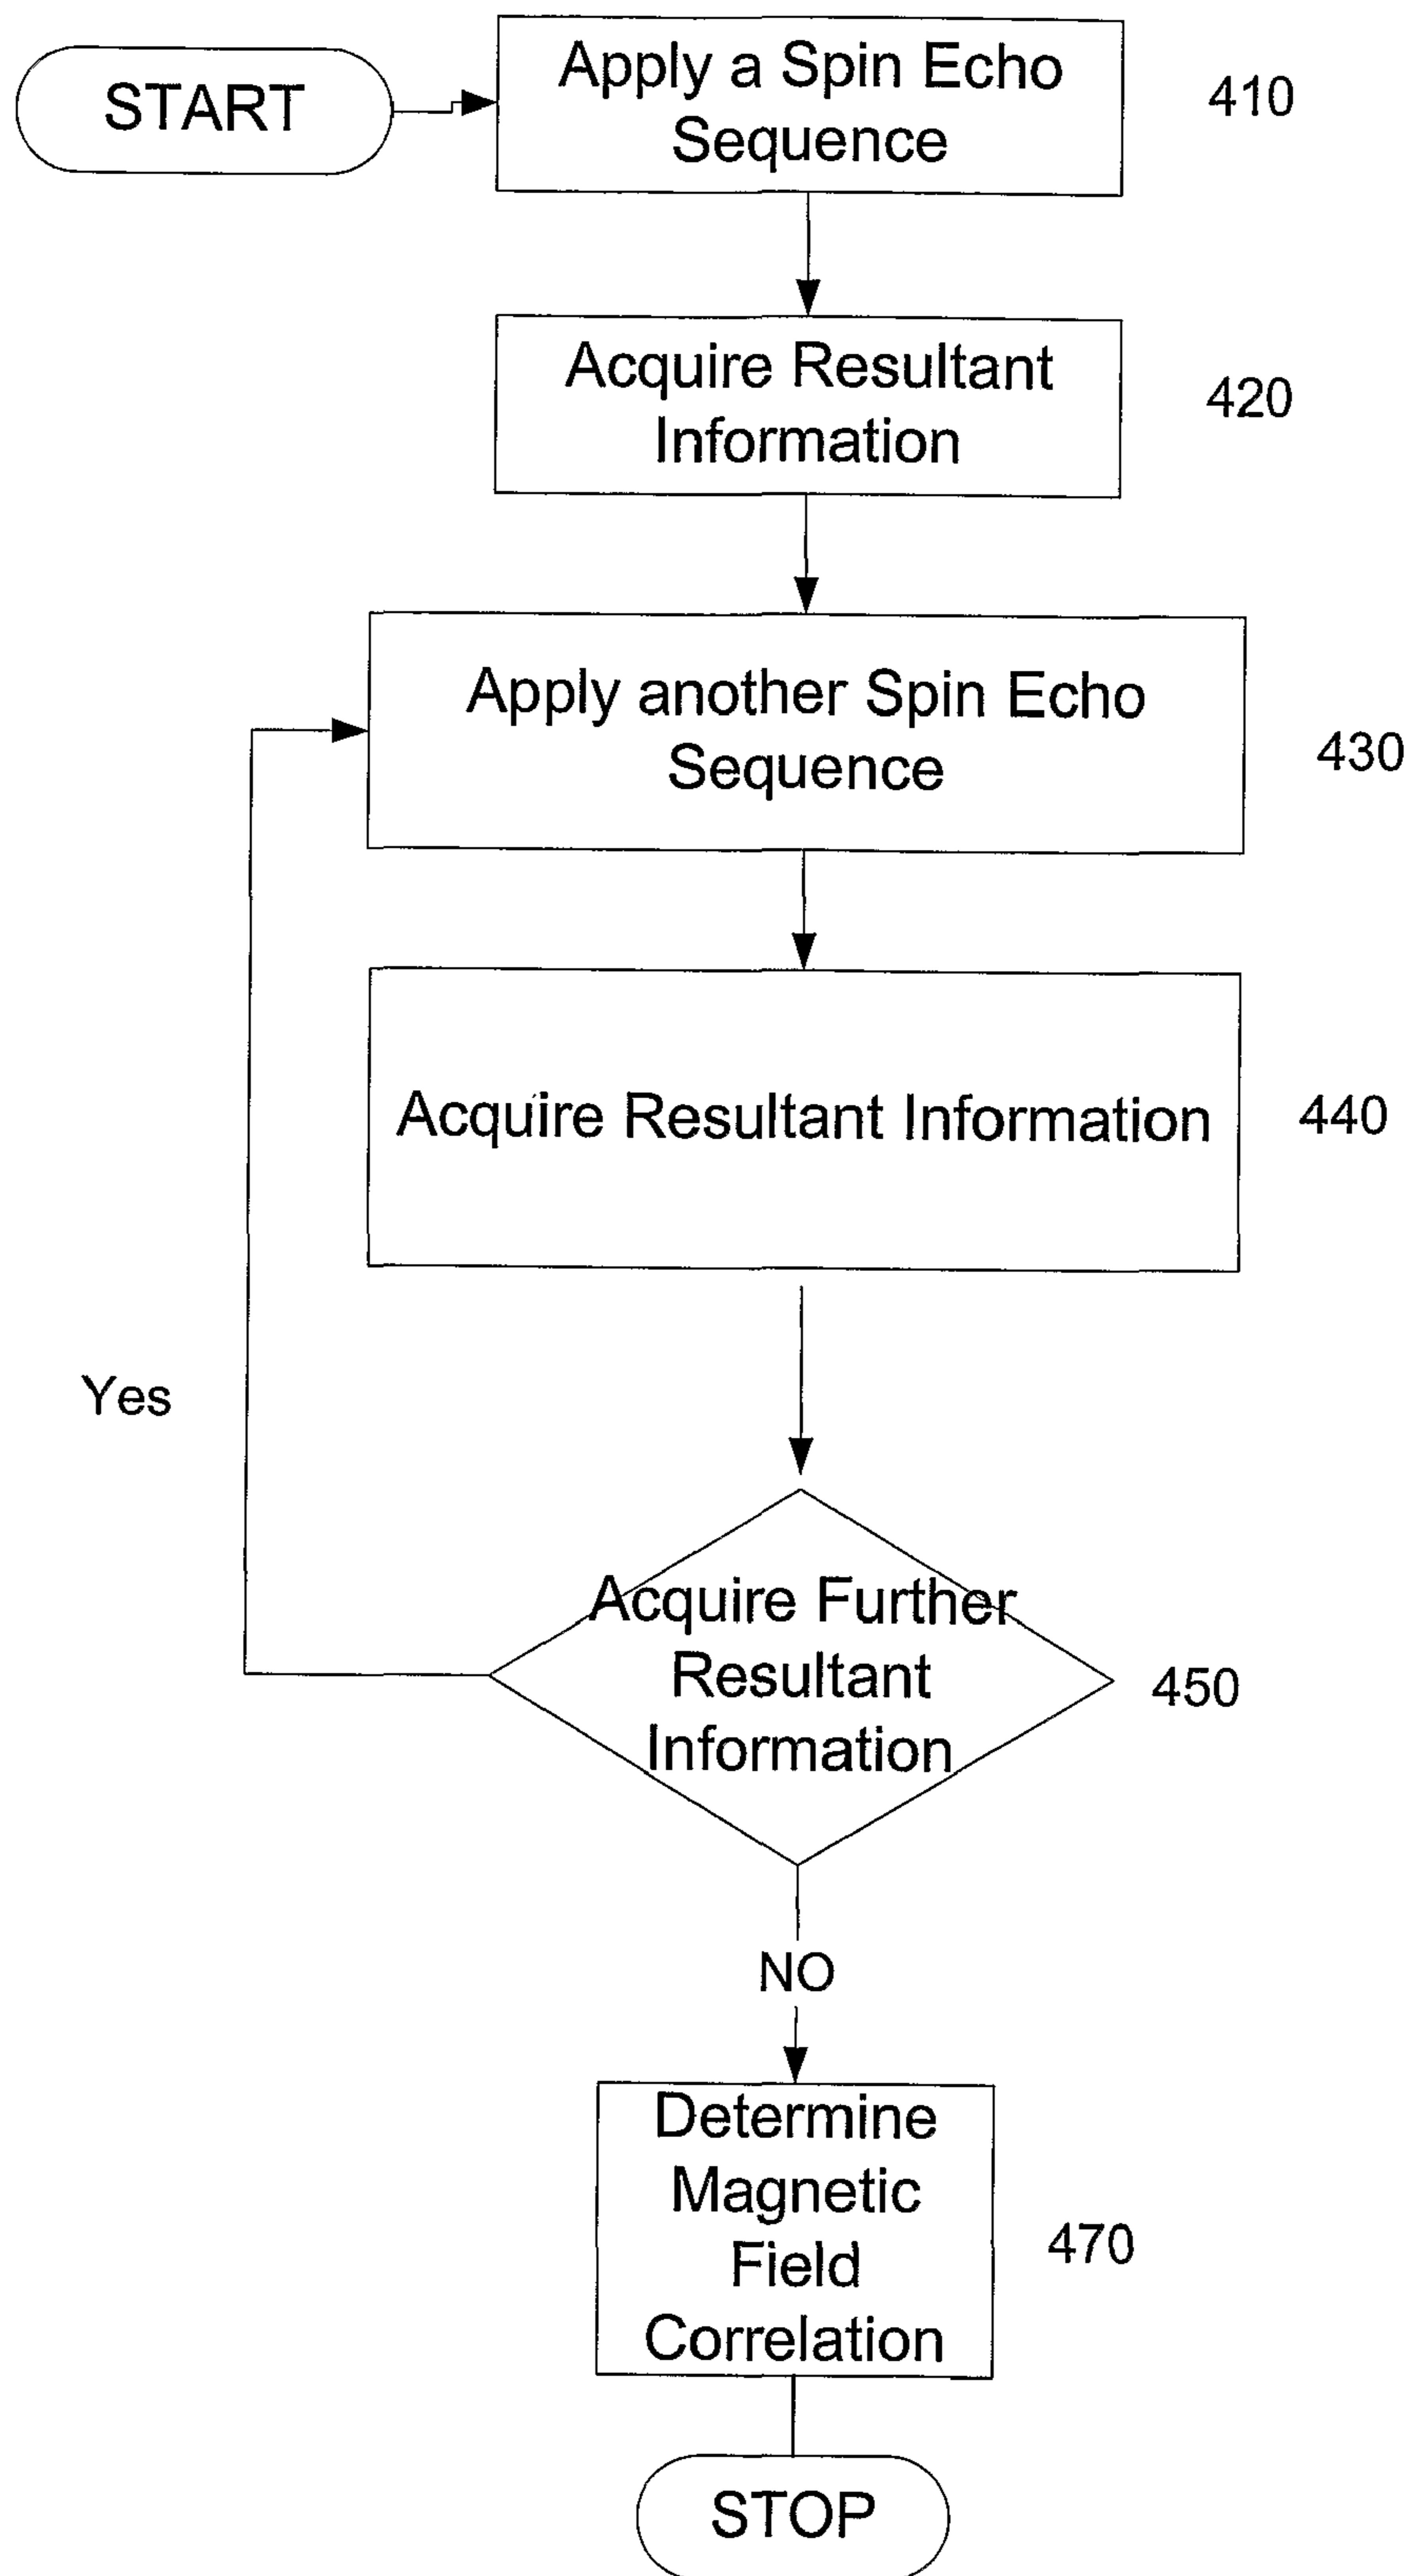 START
Apply a Spin Echo
Sequence
410
Acquire Resultant
Information
420
Apply another Spin Echo
Sequence
430
Acquire Resultant Information
440
Yes
Acquire Further
Resultant
Information
450
NO
Determine
Magnetic
Field
Correlation
470
STOP